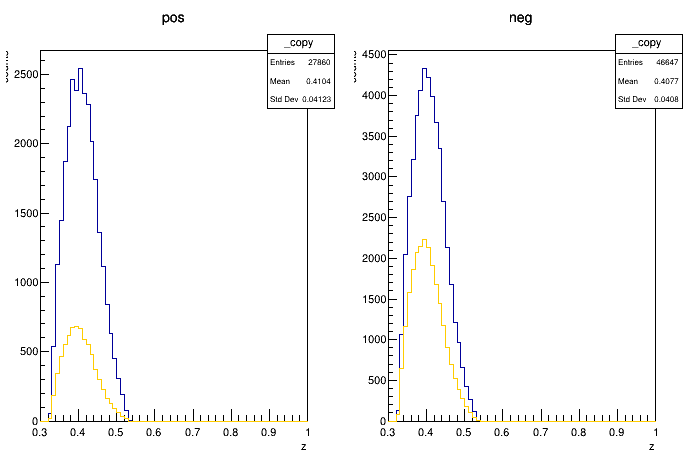 pos
_copy
Entries 27860
Mean 0.4104
Std Dev 0.04123
2500
2000
1500
1000
500
0
0.3 0.4 0.5 0.6 0.7 0.8 0.9 1
z
neg
_copy
Entries 46647
Mean 0.4077
Std Dev 0.0408
4500
4000
3500
3000
2500
2000
1500
1000
500
0
0.3 0.4 0.5 0.6 0.7 0.8 0.9 1
z